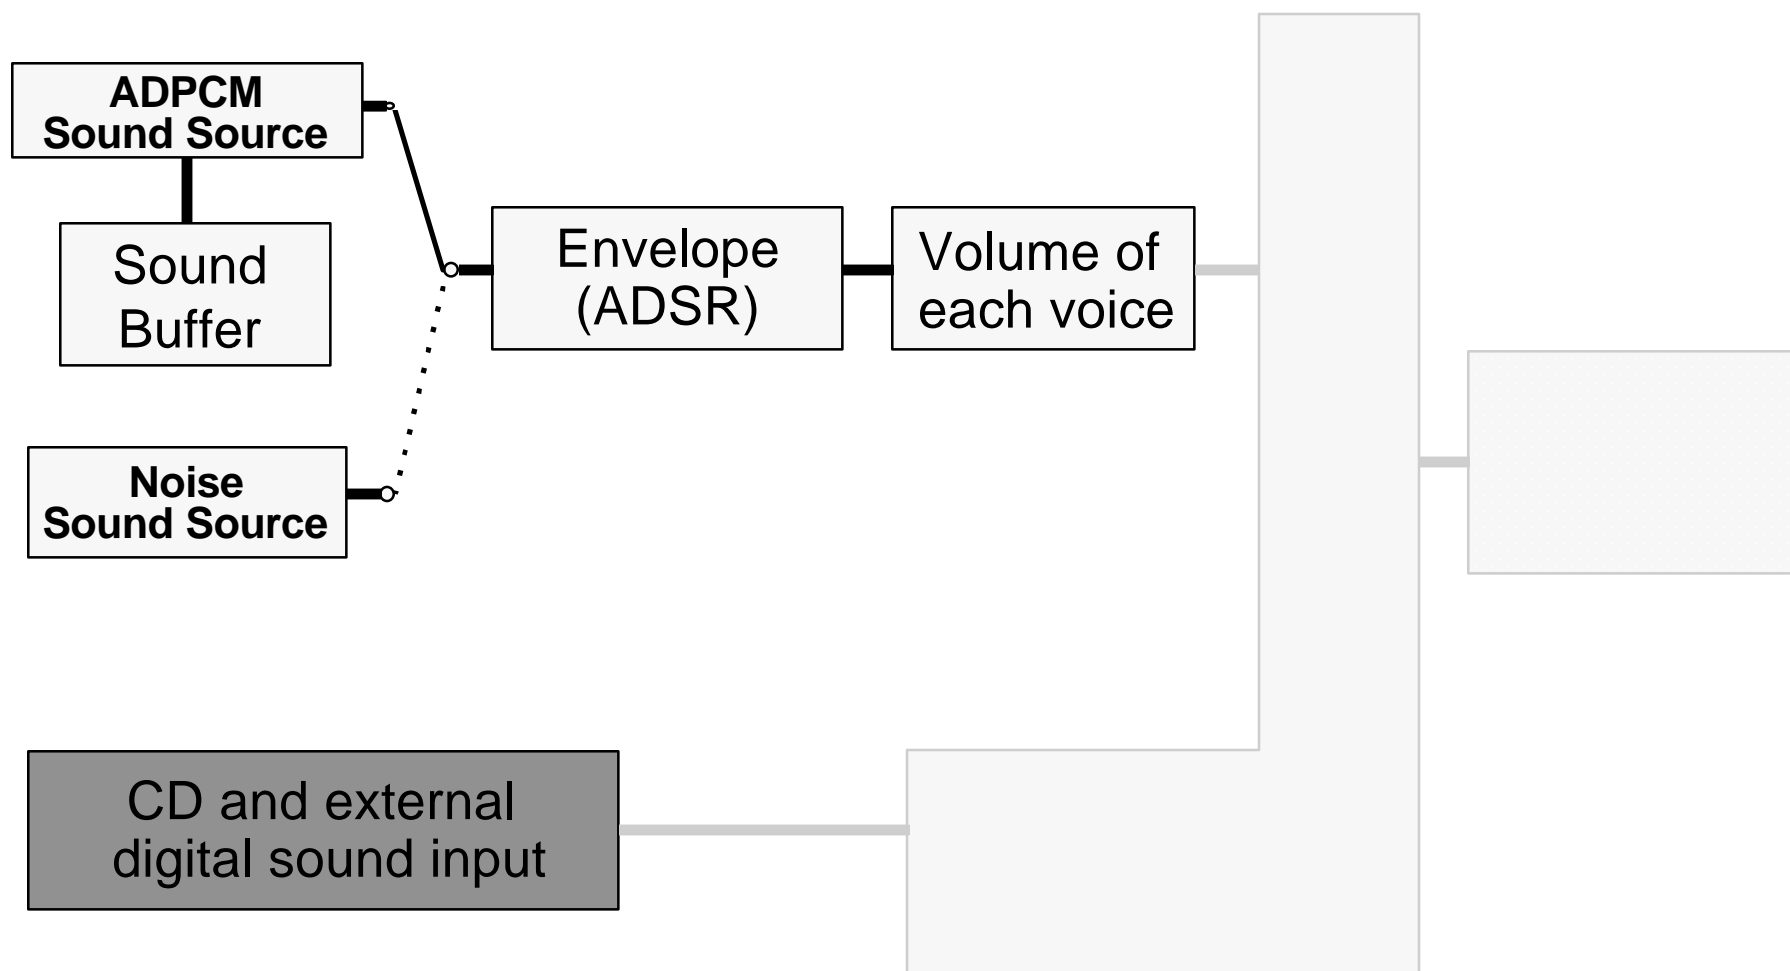 ADPCM
Sound Source
Sound
Buffer
Envelope
(ADSR)
Volume of
each voice
Noise
Sound Source
CD and external
digital sound input